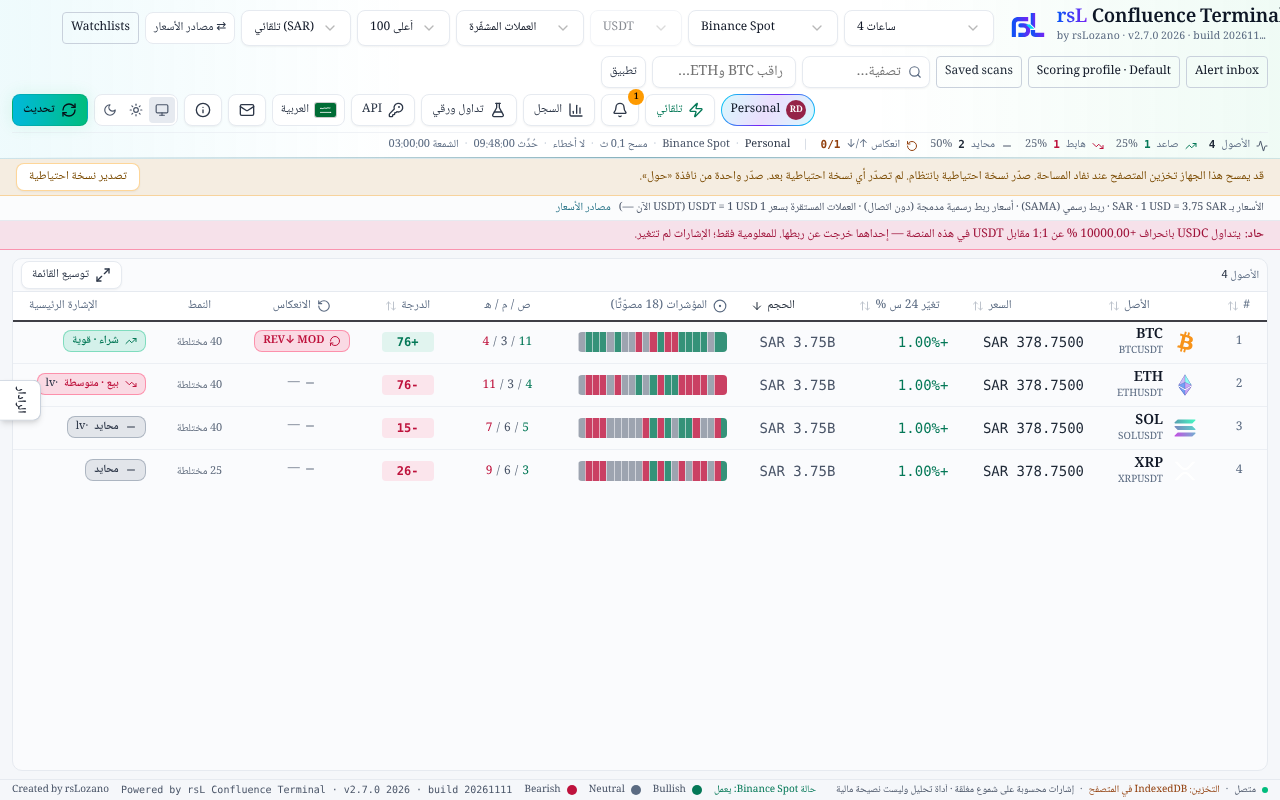 rsL Confluence Termina
by rsLozano · v2.7.0 2026 · build 202611...
4 ساعات
Binance Spot
USDT
العملات المشفّرة
أعلى 100
تلقائي (SAR)
⇄ مصادر الأسعار
Watchlists
Alert inbox
Scoring profile · Default
Saved scans
تصفية...
راقب BTC وETH...
تطبيق
RD Personal
تلقائي
1
السجل
تداول ورقي
API
العربية
تحديث
الأصول 4 صاعد 1 25% هابط 1 25% — محايد 2 50% انعكاس ↑/↓ 0/1 | Personal · Binance Spot · مسح 0,1 ث · لا أخطاء · حُدّث 09:48:00 · الشمعة 03:00:00
قد يمسح هذا الجهاز تخزين المتصفح عند نفاد المساحة. صدّر نسخة احتياطية بانتظام. لم تصدّر أي نسخة احتياطية بعد. صدّر واحدة من نافذة «حول».
تصدير نسخة احتياطية
الأسعار بـ SAR · 1 USD = 3.75 SAR · ربط رسمي (SAMA) · أسعار ربط رسمية مدمجة (دون اتصال) · العملات المستقرة بسعر 1 USDT = 1 USD (USDT الآن —) مصادر الأسعار
حاد: يتداول USDC بانحراف +10000,00 % عن 1:1 مقابل USDT في هذه المنصة — إحداهما خرجت عن ربطها. للمعلومية فقط؛ الإشارات لم تتغير.
الأصول 4
توسيع القائمة
# الأصل السعر تغيّر 24 س % الحجم المؤشرات (18 مصوّتًا) ص / م / ه الدرجة الانعكاس النمط الإشارة الرئيسية
1 BTC SAR 378.7500 1.00%+ SAR 3.75B 11 / 3 / 4 76+ REV↓ MOD 40 مختلطة شراء · قوية
BTCUSDT
2 ETH SAR 378.7500 1.00%+ SAR 3.75B 4 / 3 / 11 76- — — 40 مختلطة بيع · متوسطة ·lv
ETHUSDT
3 SOL SAR 378.7500 1.00%+ SAR 3.75B 5 / 6 / 7 15- — — 40 مختلطة — محايد ·lv
SOLUSDT
4 XRP SAR 378.7500 1.00%+ SAR 3.75B 3 / 6 / 9 26- — — 25 مختلطة — محايد
XRPUSDT
الرادار
متصل · التخزين: IndexedDB في المتصفح · إشارات محسوبة على شموع مغلقة · أداة تحليل وليست نصيحة مالية
حالة Binance Spot: يعمل
Bullish
Neutral
Bearish
Powered by rsL Confluence Terminal · v2.7.0 2026 · build 20261111
Created by rsLozano